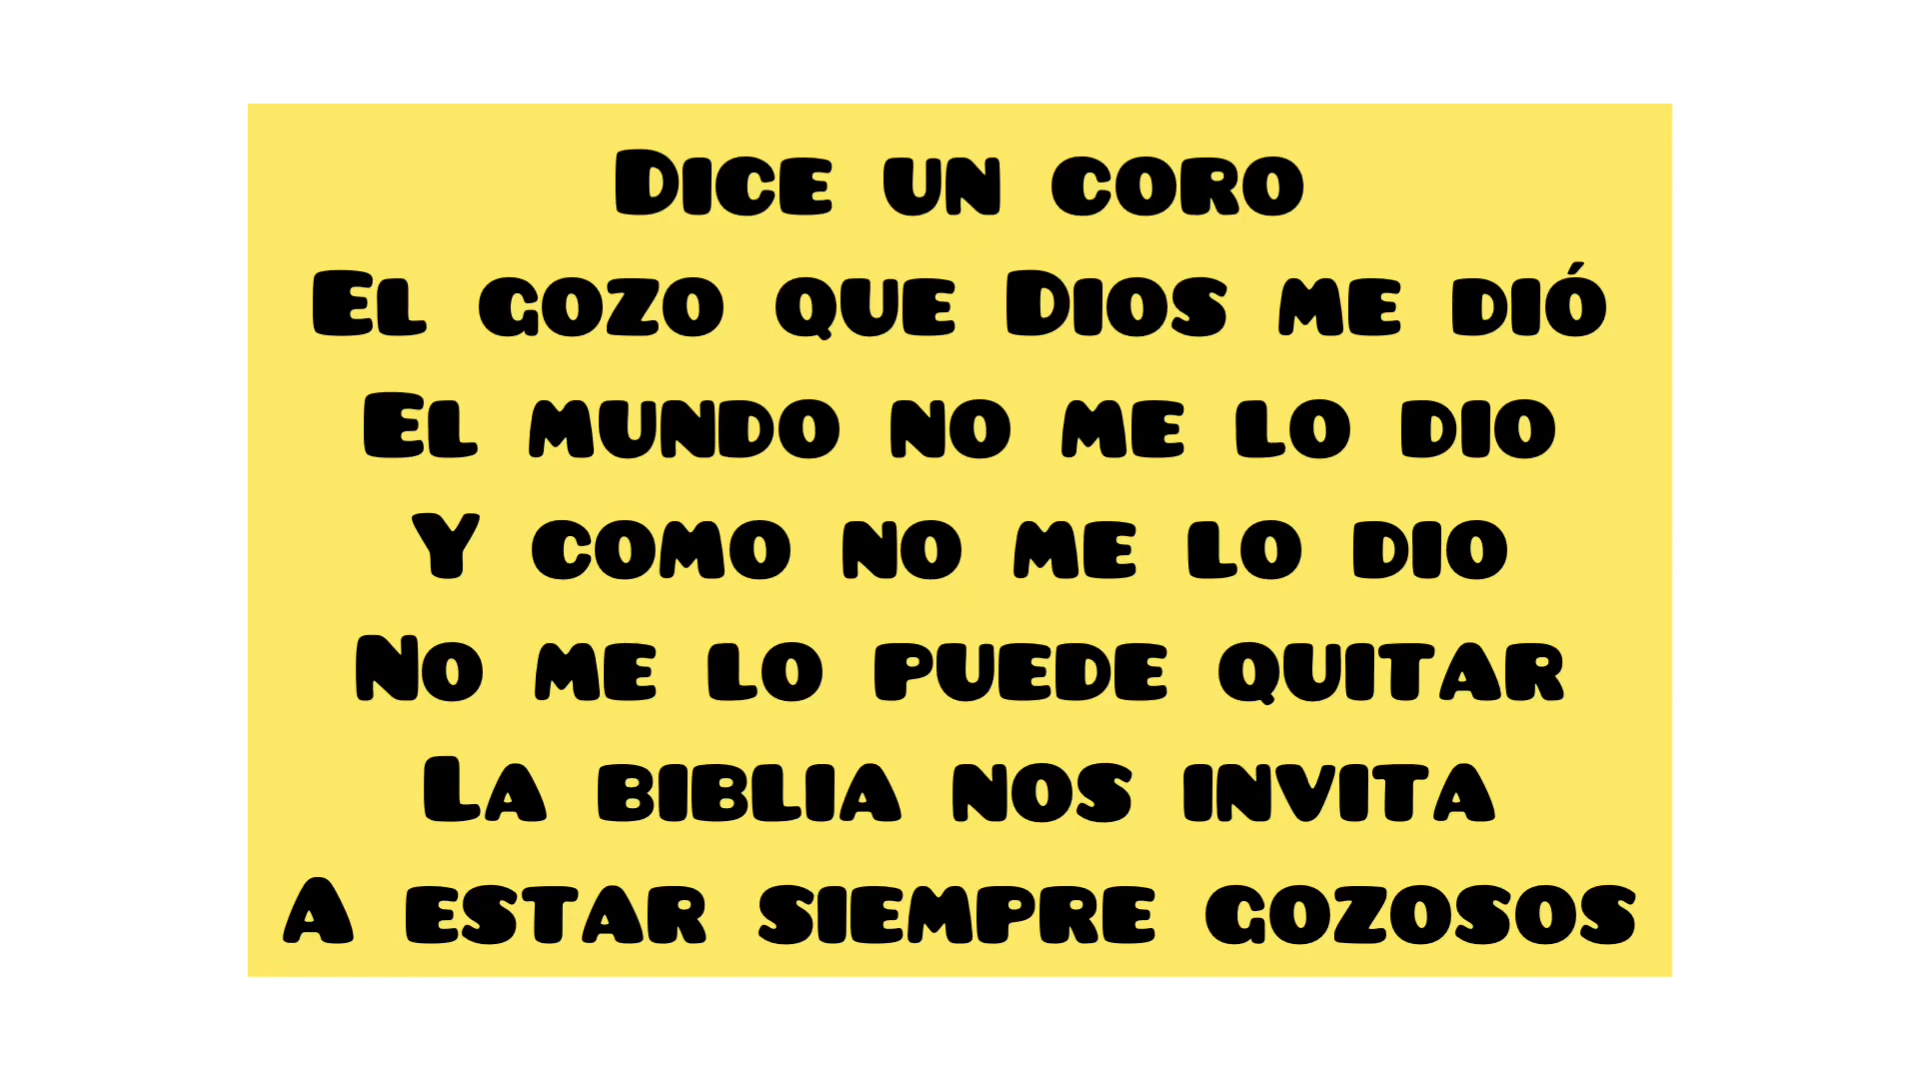 Dice un coro
El gozo que Dios me dió
El mundo no me lo dio
Y como no me lo dio
No me lo puede quitar
La biblia nos invita
A estar siempre gozosos